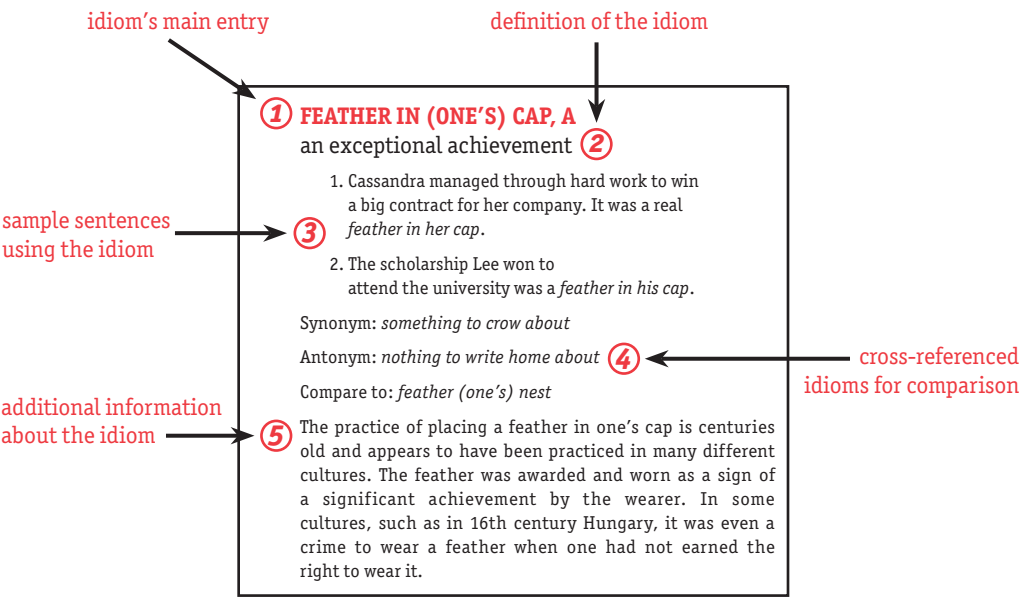 idiom's main entry
definition of the idiom
1 FEATHER IN (ONE'S) CAP, A
an exceptional achievement 2
1. Cassandra managed through hard work to win
a big contract for her company. It was a real
feather in her cap.
sample sentences
using the idiom
3
2. The scholarship Lee won to
attend the university was a feather in his cap.
Synonym: something to crow about
Antonym: nothing to write home about 4
cross-referenced
idioms for comparison
Compare to: feather (one's) nest
additional information
about the idiom
5 The practice of placing a feather in one's cap is centuries
old and appears to have been practiced in many different
cultures. The feather was awarded and worn as a sign of
a significant achievement by the wearer. In some
cultures, such as in 16th century Hungary, it was even a
crime to wear a feather when one had not earned the
right to wear it.